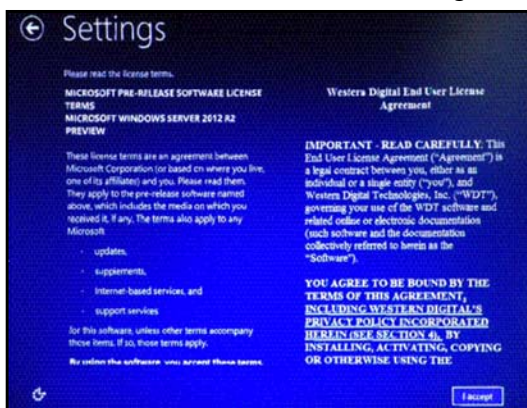 Settings
Please read the license terms.
MICROSOFT PRE-RELEASE SOFTWARE LICENSE
TERMS
MICROSOFT WINDOWS SERVER 2012 R2
PREVIEW
These license terms are an agreement between
Microsoft Corporation (or based on where you live,
one of its affiliates) and you. Please read them.
They apply to the pre-release software named
above, which includes the media on which you
received it, if any. The terms also apply to any
Microsoft
· updates,
· supplements,
· Internet-based services, and
· support services
for this software, unless other terms accompany
those items. If so, those terms apply.
By using the software, you accept these terms.
Western Digital End User License
Agreement
IMPORTANT - READ CAREFULLY: This
End User License Agreement (“Agreement”) is
a legal contract between you, either as an
individual or a single entity (“you”), and
Western Digital Technologies, Inc. (“WDT”),
governing your use of the WDT software and
related online or electronic documentation
(such software and the documentation
collectively referred to herein as the
“Software”).
YOU AGREE TO BE BOUND BY THE
TERMS OF THIS AGREEMENT,
INCLUDING WESTERN DIGITAL’S
PRIVACY POLICY INCORPORATED
HEREIN (SEE SECTION 4), BY
INSTALLING, ACTIVATING, COPYING
OR OTHERWISE USING THE
I accept